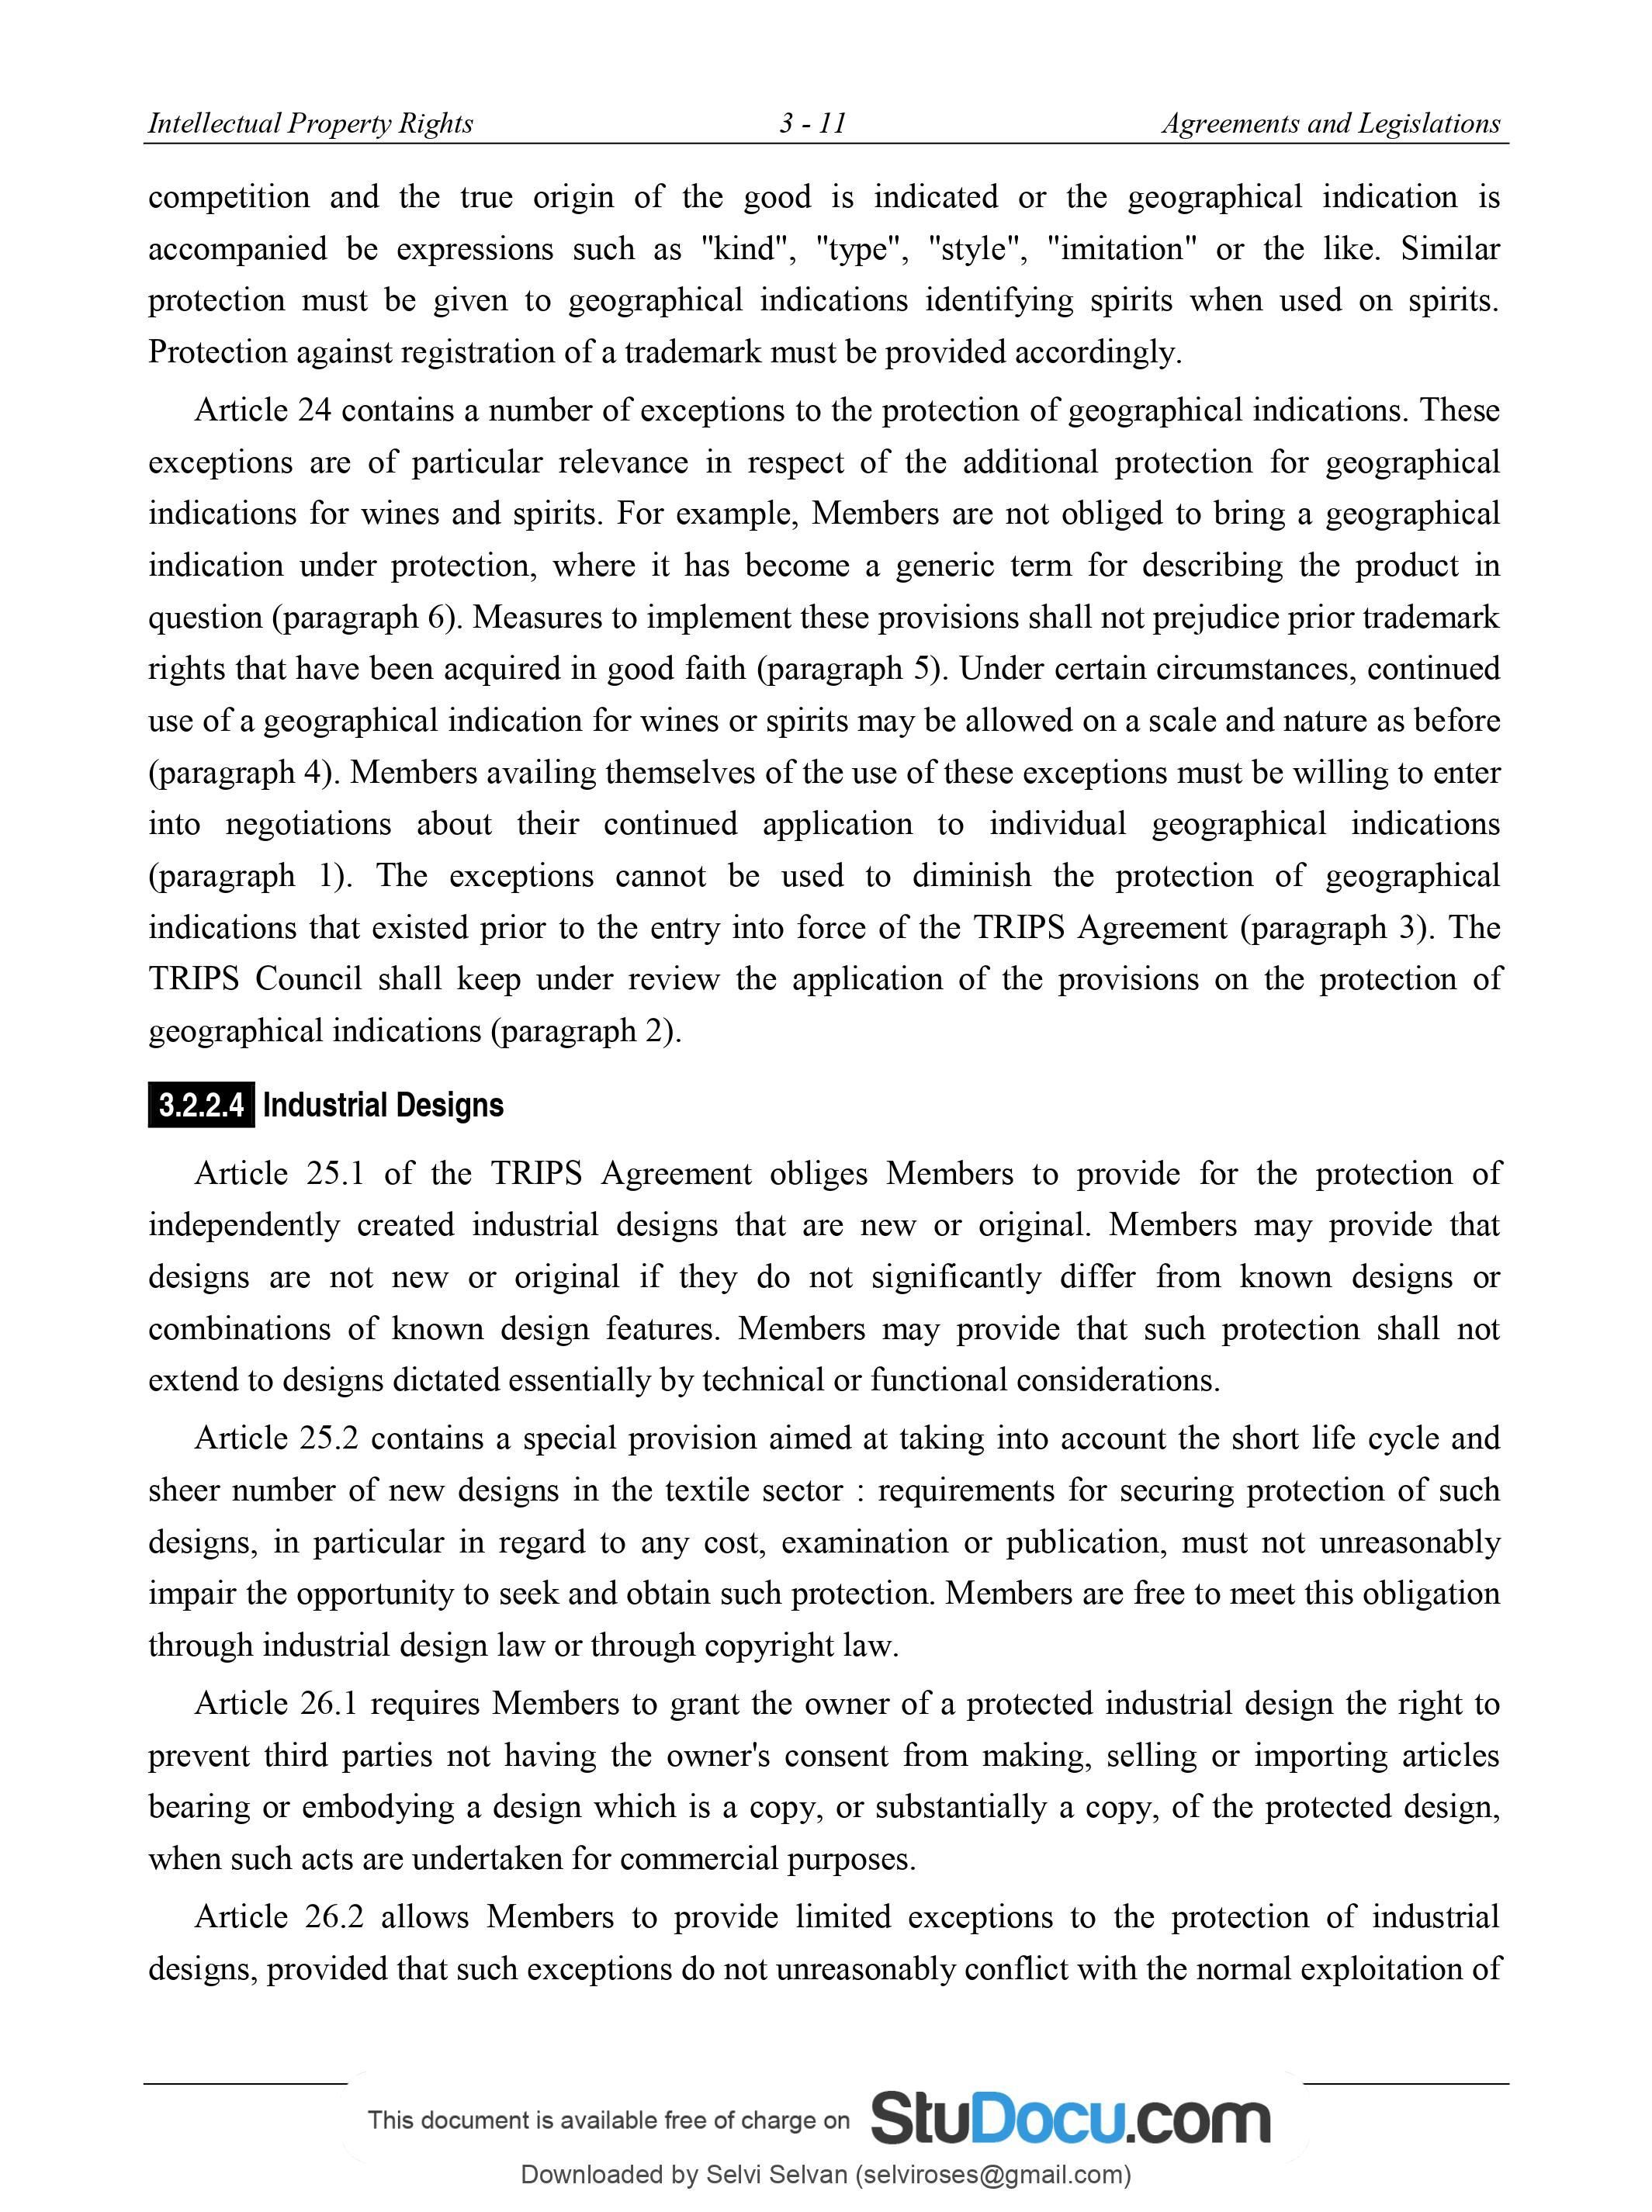 Intellectual Property Rights 3 - 11 Agreements and Legislations
competition and the true origin of the good is indicated or the geographical indication is
accompanied be expressions such as "kind", "type", "style", "imitation" or the like. Similar
protection must be given to geographical indications identifying spirits when used on spirits.
Protection against registration of a trademark must be provided accordingly.
Article 24 contains a number of exceptions to the protection of geographical indications. These
exceptions are of particular relevance in respect of the additional protection for geographical
indications for wines and spirits. For example, Members are not obliged to bring a geographical
indication under protection, where it has become a generic term for describing the product in
question (paragraph 6). Measures to implement these provisions shall not prejudice prior trademark
rights that have been acquired in good faith (paragraph 5). Under certain circumstances, continued
use of a geographical indication for wines or spirits may be allowed on a scale and nature as before
(paragraph 4). Members availing themselves of the use of these exceptions must be willing to enter
into negotiations about their continued application to individual geographical indications
(paragraph 1). The exceptions cannot be used to diminish the protection of geographical
indications that existed prior to the entry into force of the TRIPS Agreement (paragraph 3). The
TRIPS Council shall keep under review the application of the provisions on the protection of
geographical indications (paragraph 2).
3.2.2.4 Industrial Designs
Article 25.1 of the TRIPS Agreement obliges Members to provide for the protection of
independently created industrial designs that are new or original. Members may provide that
designs are not new or original if they do not significantly differ from known designs or
combinations of known design features. Members may provide that such protection shall not
extend to designs dictated essentially by technical or functional considerations.
Article 25.2 contains a special provision aimed at taking into account the short life cycle and
sheer number of new designs in the textile sector : requirements for securing protection of such
designs, in particular in regard to any cost, examination or publication, must not unreasonably
impair the opportunity to seek and obtain such protection. Members are free to meet this obligation
through industrial design law or through copyright law.
Article 26.1 requires Members to grant the owner of a protected industrial design the right to
prevent third parties not having the owner's consent from making, selling or importing articles
bearing or embodying a design which is a copy, or substantially a copy, of the protected design,
when such acts are undertaken for commercial purposes.
Article 26.2 allows Members to provide limited exceptions to the protection of industrial
designs, provided that such exceptions do not unreasonably conflict with the normal exploitation of
This document is available free of charge on StuDocu.com
Downloaded by Selvi Selvan (selviroses@gmail.com)